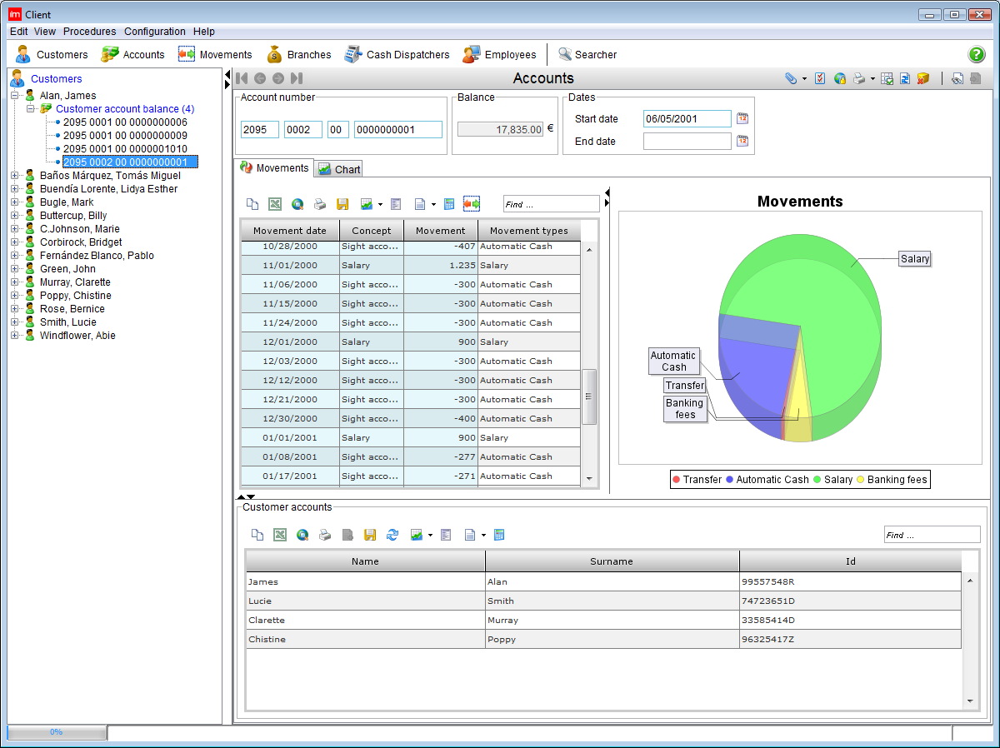 im Client
Edit View Procedures Configuration Help
Customers Accounts Movements Branches Cash Dispatchers Employees Searcher
Customers
Alan, James
Customer account balance (4)
2095 0001 00 0000000006
2095 0001 00 0000000009
2095 0001 00 0000001010
2095 0002 00 0000000001
Baños Márquez, Tomás Miguel
Buendía Lorente, Lidya Esther
Bugle, Mark
Buttercup, Billy
C.Johnson, Marie
Corbirock, Bridget
Fernández Blanco, Pablo
Green, John
Murray, Clarette
Poppy, Chistine
Rose, Bernice
Smith, Lucie
Windflower, Abie
Accounts
Account number
2095 0002 00 0000000001
Balance
17,835.00 €
Dates
Start date 06/05/2001 12
End date 12
Movements Chart
Find ...
Movement date Concept Movement Movement types
10/28/2000 Sight acco... -407 Automatic Cash
11/01/2000 Salary 1.235 Salary
11/06/2000 Sight acco... -300 Automatic Cash
11/15/2000 Sight acco... -300 Automatic Cash
11/24/2000 Sight acco... -300 Automatic Cash
12/01/2000 Salary 900 Salary
12/03/2000 Sight acco... -300 Automatic Cash
12/12/2000 Sight acco... -300 Automatic Cash
12/21/2000 Sight acco... -300 Automatic Cash
12/30/2000 Sight acco... -400 Automatic Cash
01/01/2001 Salary 900 Salary
01/08/2001 Sight acco... -277 Automatic Cash
01/17/2001 Sight acco... -271 Automatic Cash
Movements
Salary
Automatic
Cash
Transfer
Banking
fees
Transfer Automatic Cash Salary Banking fees
Customer accounts
Find ...
Name Surname Id
James Alan 99557548R
Lucie Smith 74723651D
Clarette Murray 33585414D
Chistine Poppy 96325417Z
0%